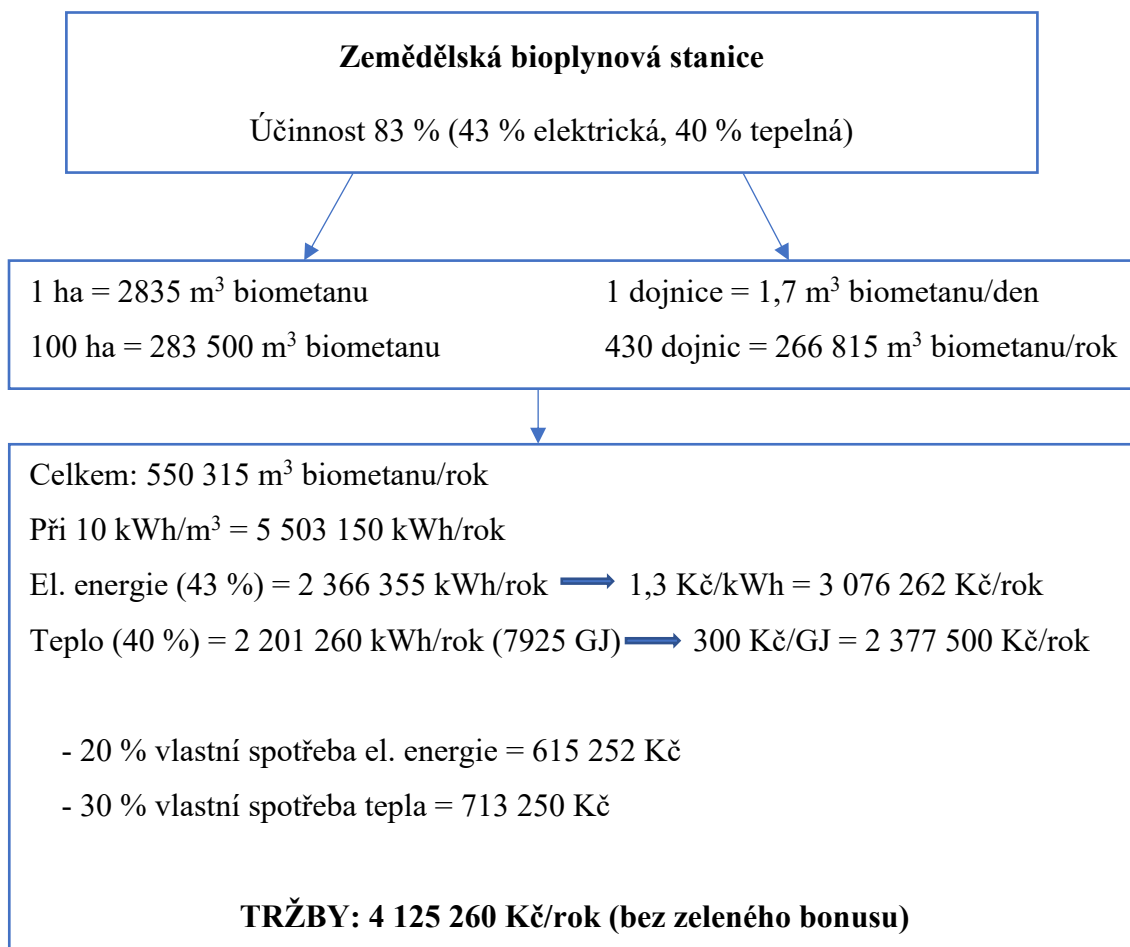 Zemědělská bioplynová stanice
Účinnost 83 % (43 % elektrická, 40 % tepelná)
1 ha = 2835 m³ biometanu
100 ha = 283 500 m³ biometanu
1 dojnice = 1,7 m³ biometanu/den
430 dojnic = 266 815 m³ biometanu/rok
Celkem: 550 315 m³ biometanu/rok
Při 10 kWh/m³ = 5 503 150 kWh/rok
El. energie (43 %) = 2 366 355 kWh/rok 1,3 Kč/kWh = 3 076 262 Kč/rok
Teplo (40 %) = 2 201 260 kWh/rok (7925 GJ) 300 Kč/GJ = 2 377 500 Kč/rok
- 20 % vlastní spotřeba el. energie = 615 252 Kč
- 30 % vlastní spotřeba tepla = 713 250 Kč
TRŽBY: 4 125 260 Kč/rok (bez zeleného bonusu)